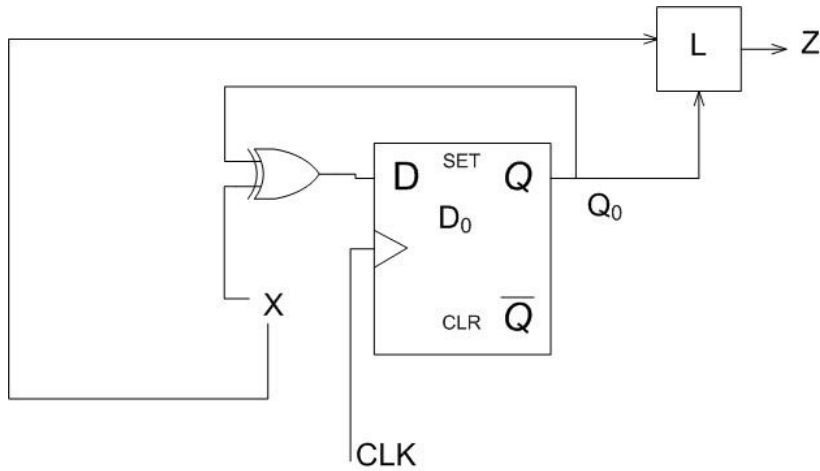 L
Z
D SET Q
D₀
Q₀
X
CLR Q̅
CLK